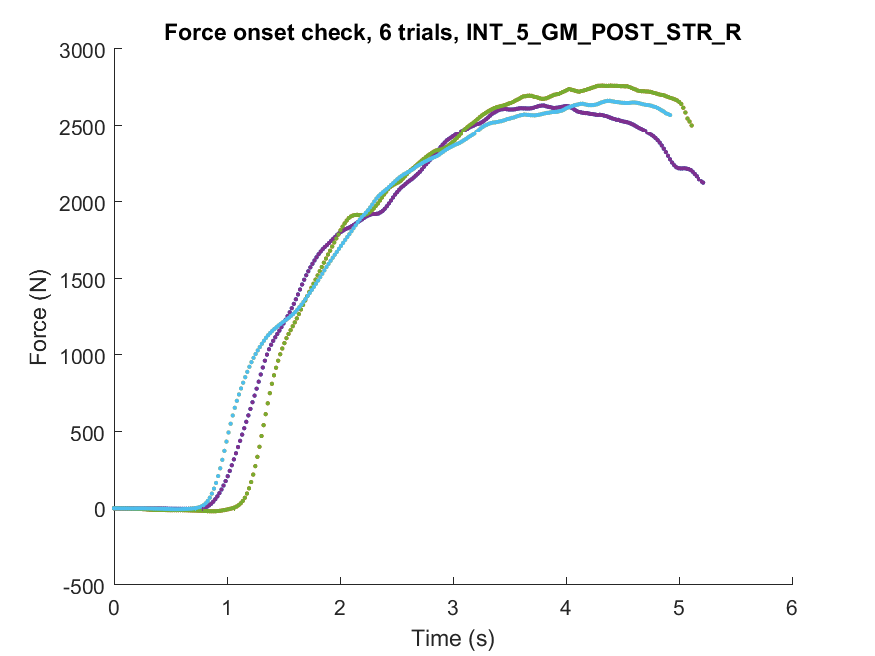 Force onset check, 6 trials, INT_5_GM_POST_STR_R
3000
2500
2000
1500
1000
500
0
-500
Force (N)
0 1 2 3 4 5 6
Time (s)